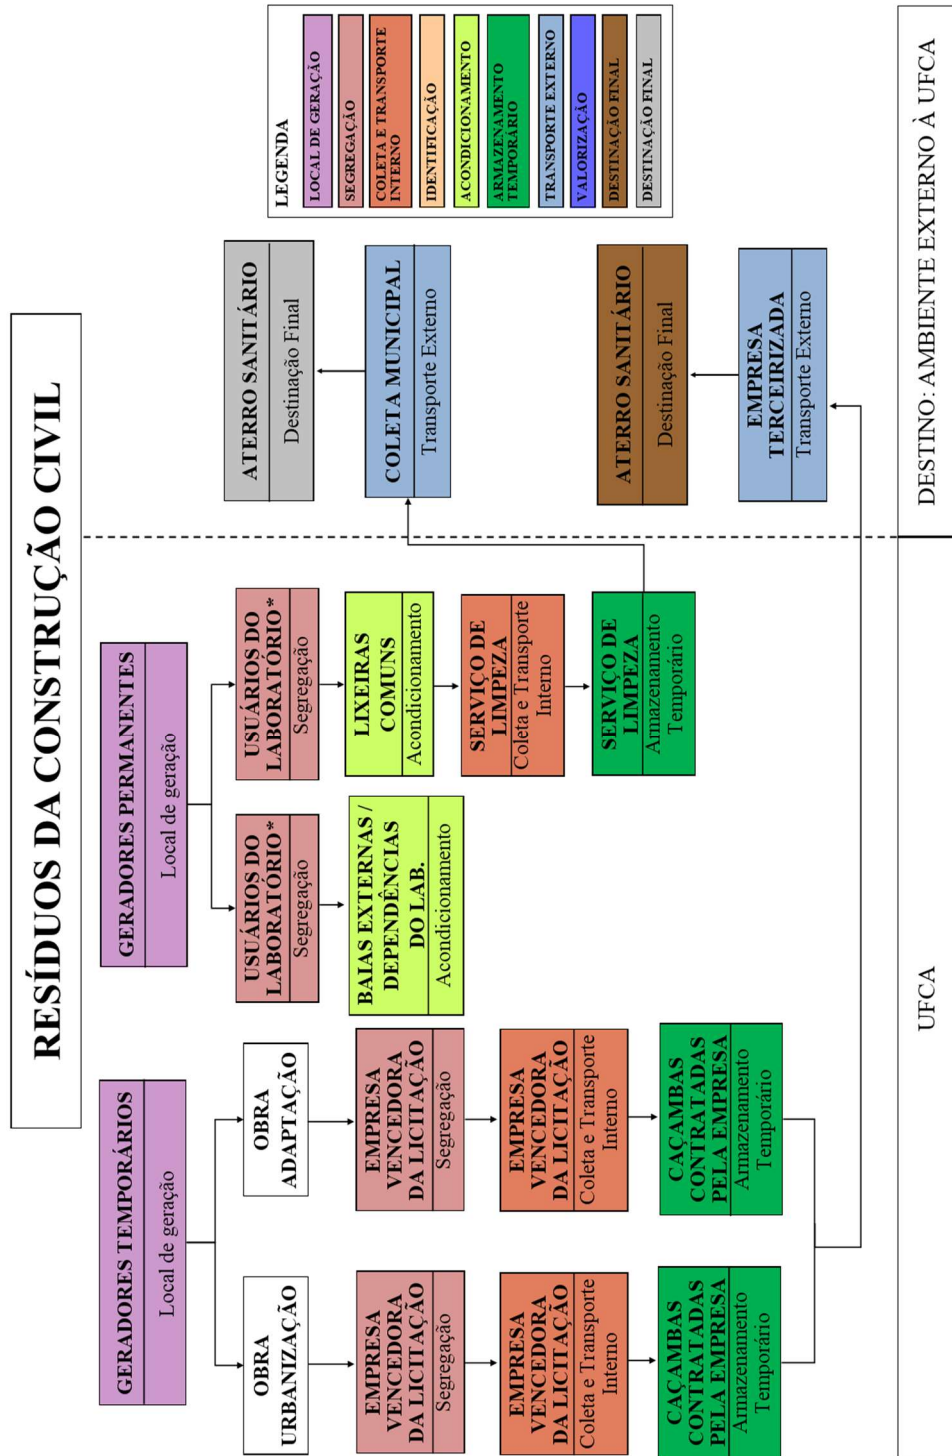 RESÍDUOS DA CONSTRUÇÃO CIVIL
GERADORES TEMPORÁRIOS
Local de geração
OBRA
URBANIZAÇÃO
EMPRESA
VENCEDORA
DA LICITAÇÃO
Segregação
EMPRESA
VENCEDORA
DA LICITAÇÃO
Coleta e Transporte
Interno
CAÇAMBAS
CONTRATADAS
PELA EMPRESA
Armazenamento
Temporário
OBRA
ADAPTAÇÃO
EMPRESA
VENCEDORA
DA LICITAÇÃO
Segregação
EMPRESA
VENCEDORA
DA LICITAÇÃO
Coleta e Transporte
Interno
CAÇAMBAS
CONTRATADAS
PELA EMPRESA
Armazenamento
Temporário
GERADORES PERMANENTES
Local de geração
USUÁRIOS DO
LABORATÓRIO*
Segregação
BAIAS EXTERNAS /
DEPENDÊNCIAS
DO LAB.
Acondicionamento
USUÁRIOS DO
LABORATÓRIO*
Segregação
LIXEIRAS
COMUNS
Acondicionamento
SERVIÇO DE
LIMPEZA
Coleta e Transporte
Interno
SERVIÇO DE
LIMPEZA
Armazenamento
Temporário
ATERRO SANITÁRIO
Destinação Final
COLETA MUNICIPAL
Transporte Externo
ATERRO SANITÁRIO
Destinação Final
EMPRESA
TERCEIRIZADA
Transporte Externo
LEGENDA
LOCAL DE GERAÇÃO
SEGREGAÇÃO
COLETA E TRANSPORTE
INTERNO
IDENTIFICAÇÃO
ACONDICIONAMENTO
ARMAZENAMENTO
TEMPORÁRIO
TRANSPORTE EXTERNO
VALORIZAÇÃO
DESTINAÇÃO FINAL
DESTINAÇÃO FINAL
UFCA
DESTINO: AMBIENTE EXTERNO À UFCA